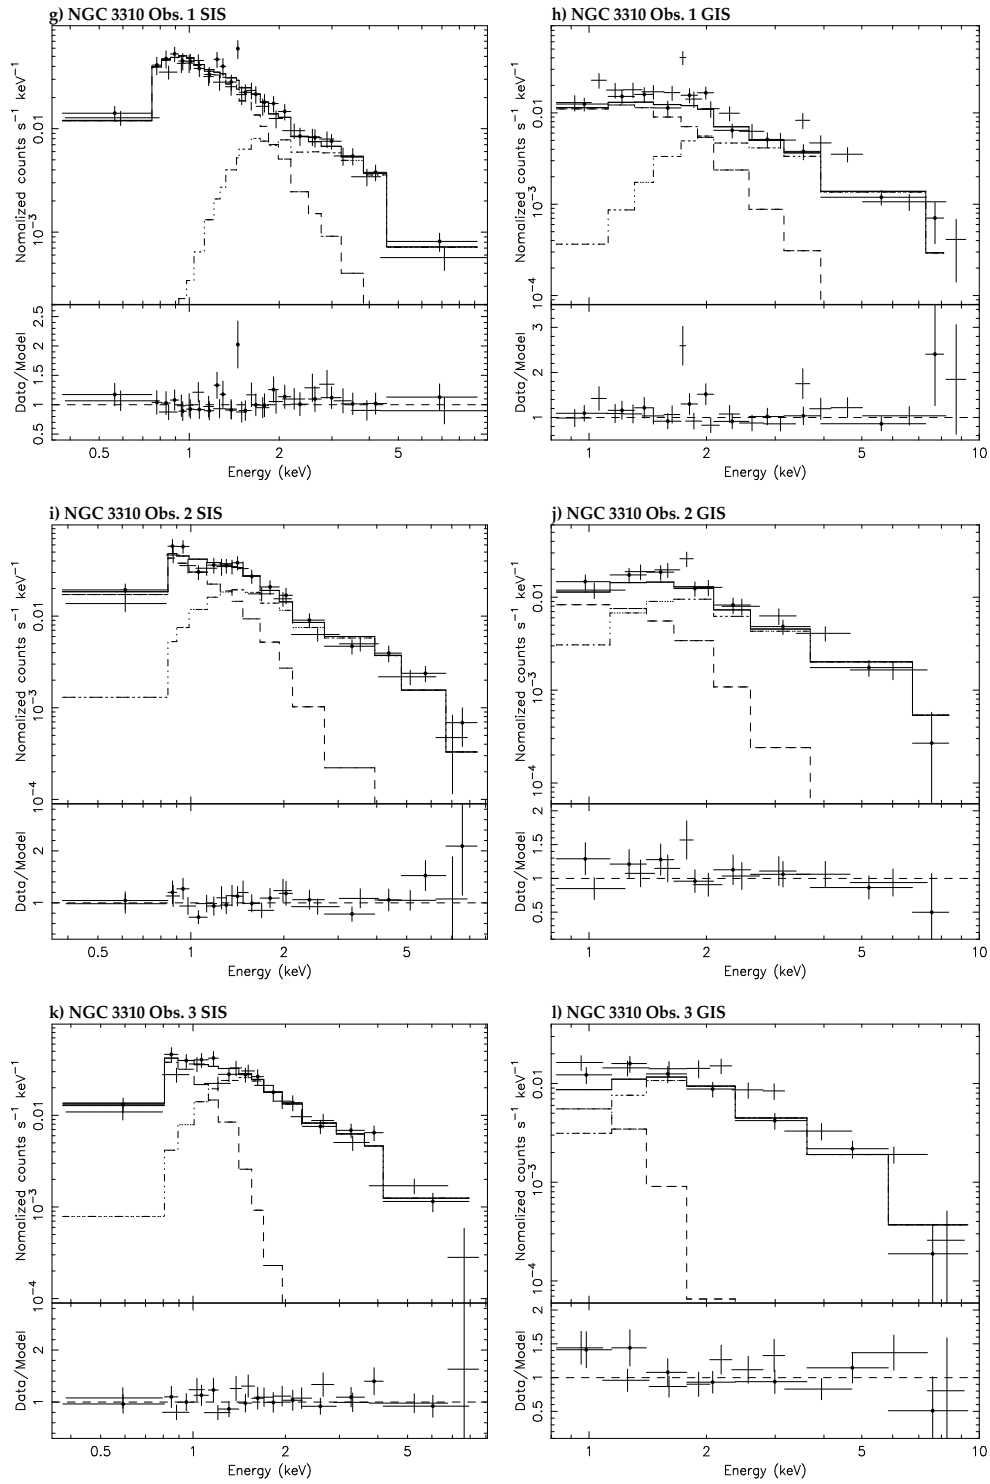 g) NGC 3310 Obs. 1 SIS
Normalized counts s⁻¹ keV⁻¹
0.01
10⁻³
Data/Model
2.5
2
1.5
1
0.5
0.5 1 2 5
Energy (keV)
h) NGC 3310 Obs. 1 GIS
Normalized counts s⁻¹ keV⁻¹
0.01
10⁻³
10⁻⁴
Data/Model
3
2
1
1 2 5 10
Energy (keV)
i) NGC 3310 Obs. 2 SIS
Normalized counts s⁻¹ keV⁻¹
0.01
10⁻³
10⁻⁴
Data/Model
10
2
1
0.5 1 2 5
Energy (keV)
j) NGC 3310 Obs. 2 GIS
Normalized counts s⁻¹ keV⁻¹
0.01
10⁻³
10⁻⁴
Data/Model
2
1.5
1
0.5
1 2 5 10
Energy (keV)
k) NGC 3310 Obs. 3 SIS
Normalized counts s⁻¹ keV⁻¹
0.01
10⁻³
10⁻⁴
Data/Model
10
2
1
0.5 1 2 5
Energy (keV)
l) NGC 3310 Obs. 3 GIS
Normalized counts s⁻¹ keV⁻¹
0.01
10⁻³
10⁻⁴
Data/Model
2
1.5
1
0.5
1 2 5 10
Energy (keV)